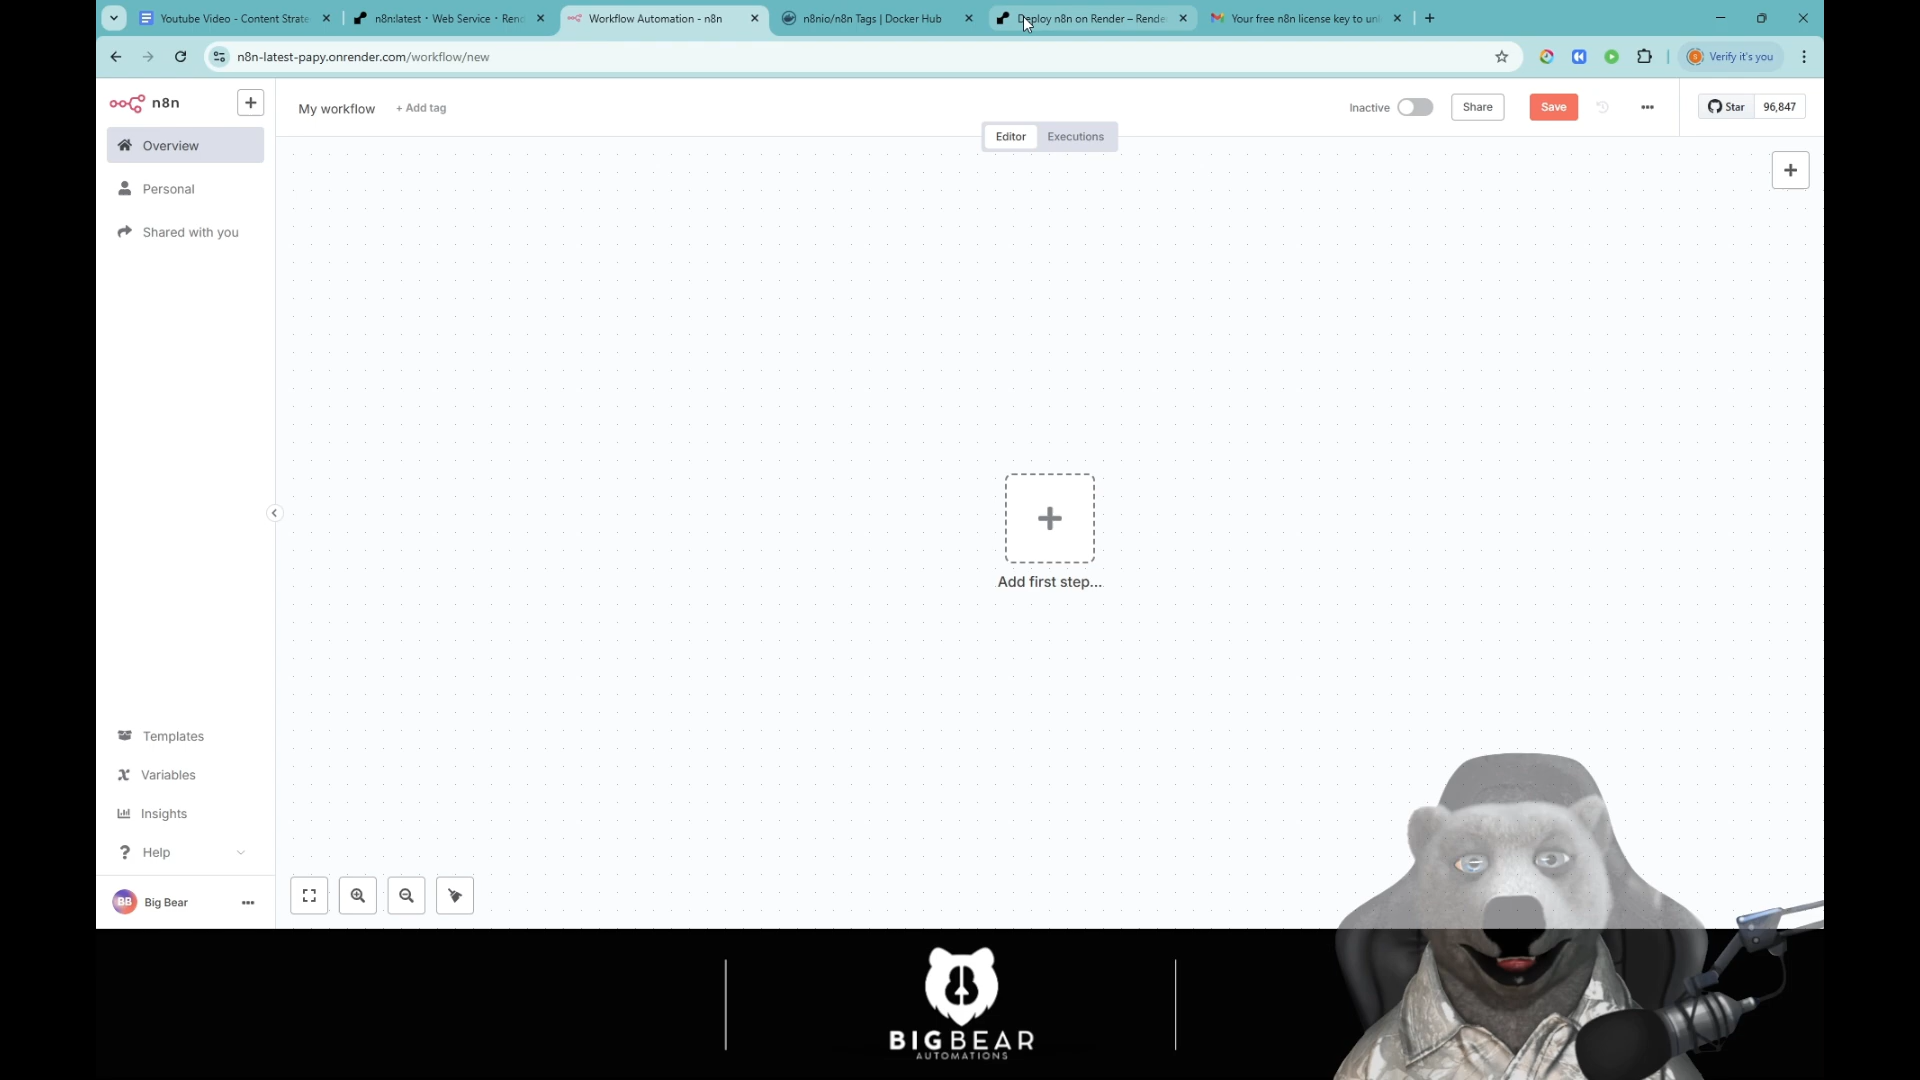 Youtube Video - Content Strate
n8n:latest · Web Service · Ren
Workflow Automation - n8n
n8nio/n8n Tags | Docker Hub
Deploy n8n on Render – Rende
Your free n8n license key to un
n8n-latest-papy.onrender.com/workflow/new
Verify it's you
n8n
My workflow
+ Add tag
Inactive
Share
Save
Star
96,847
Editor
Executions
Overview
Personal
Shared with you
Add first step...
Templates
Variables
Insights
Help
BB
Big Bear
BIGBEAR
AUTOMATIONS